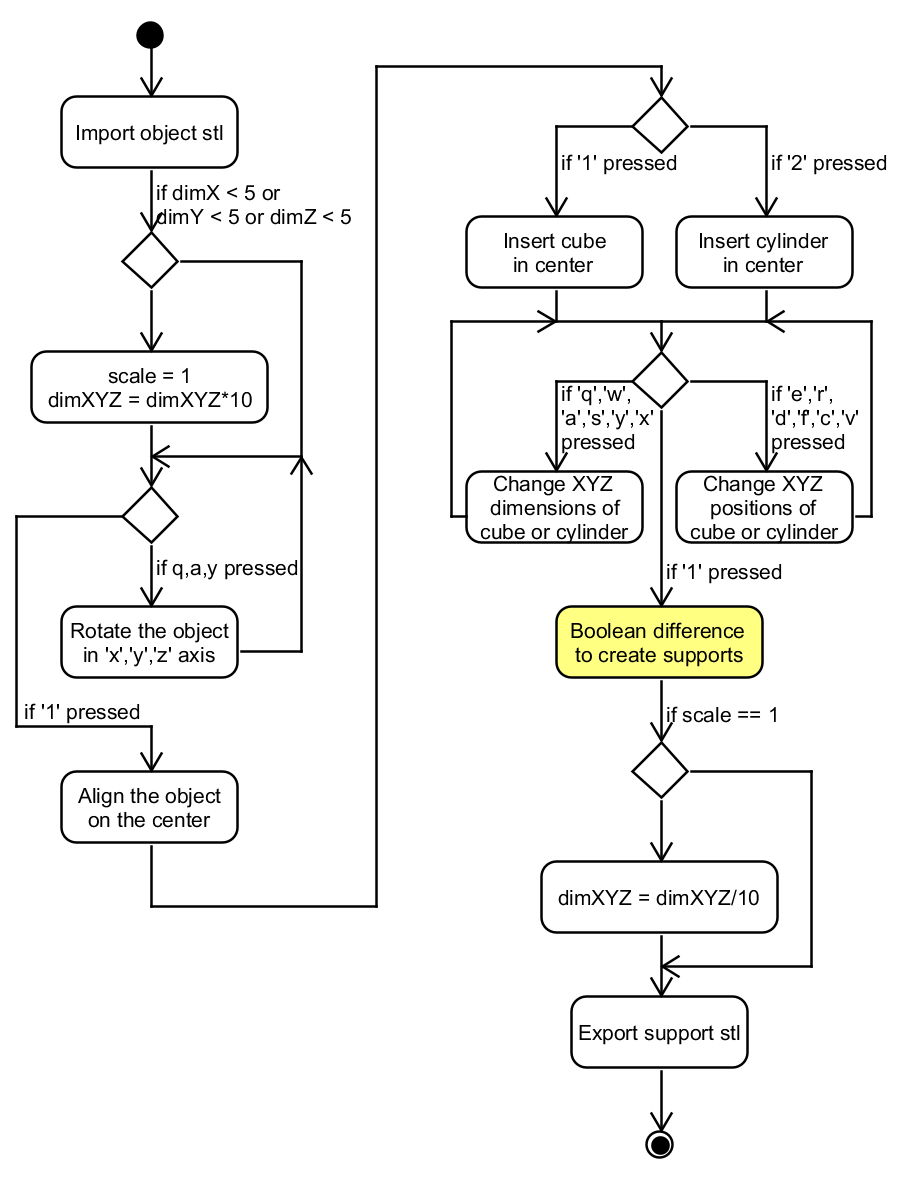 Import object stl
if dimX < 5 or
dimY < 5 or dimZ < 5
scale = 1
dimXYZ = dimXYZ*10
if q,a,y pressed
Rotate the object
in 'x','y','z' axis
if '1' pressed
Align the object
on the center
if '1' pressed
if '2' pressed
Insert cube
in center
Insert cylinder
in center
if 'q','w',
'a','s','y','x'
pressed
if 'e','r',
'd','f','c','v'
pressed
Change XYZ
dimensions of
cube or cylinder
Change XYZ
positions of
cube or cylinder
if '1' pressed
Boolean difference
to create supports
if scale == 1
dimXYZ = dimXYZ/10
Export support stl